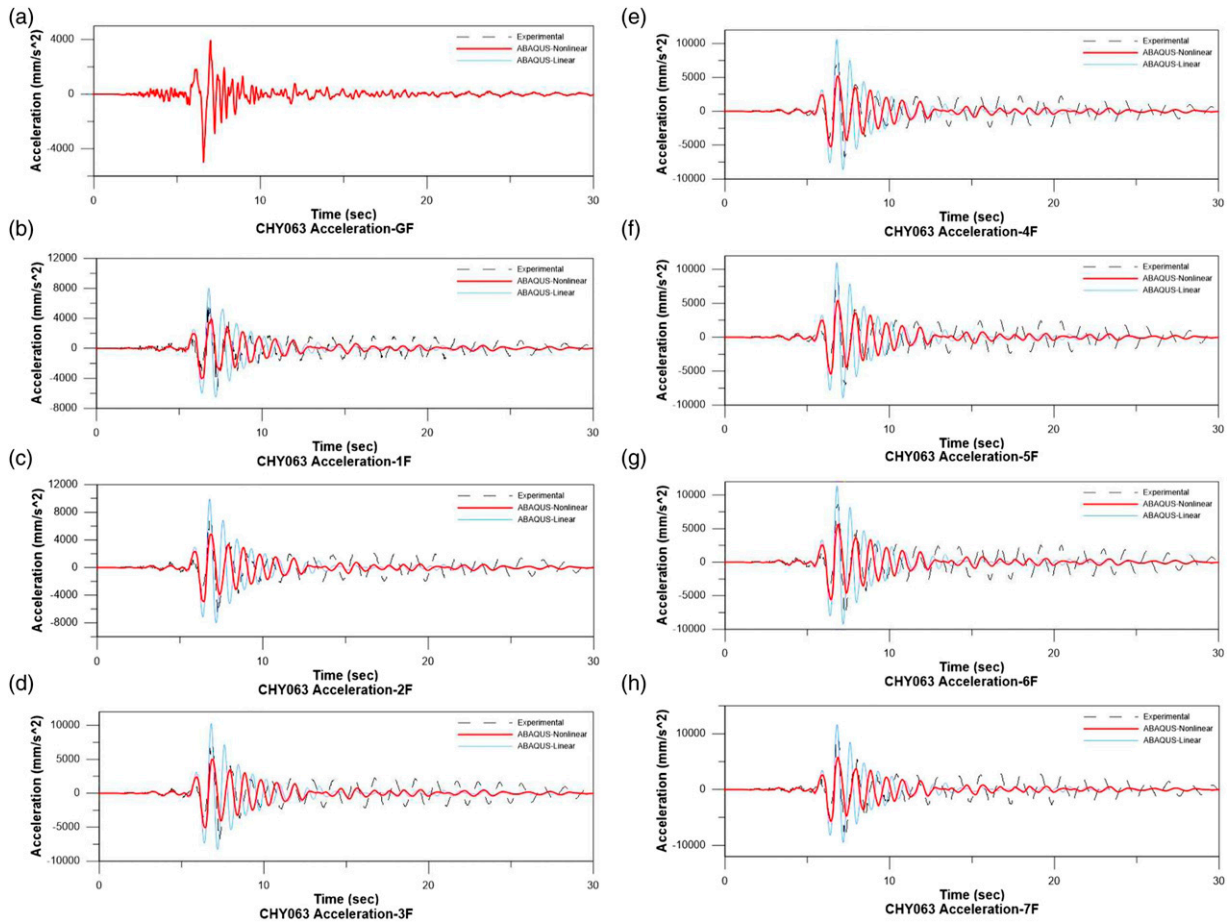 (a)
Acceleration (mm/s^2)
4000
0
-4000
Experimental
ABAQUS-Nonlinear
ABAQUS-Linear
0
10
20
30
Time (sec)
CHY063 Acceleration-GF
(b)
Acceleration (mm/s^2)
12000
8000
4000
0
-4000
-8000
Experimental
ABAQUS-Nonlinear
ABAQUS-Linear
0
10
20
30
Time (sec)
CHY063 Acceleration-1F
(c)
Acceleration (mm/s^2)
12000
8000
4000
0
-4000
-8000
Experimental
ABAQUS-Nonlinear
ABAQUS-Linear
0
10
20
30
Time (sec)
CHY063 Acceleration-2F
(d)
Acceleration (mm/s^2)
10000
5000
0
-5000
-10000
Experimental
ABAQUS-Nonlinear
ABAQUS-Linear
0
10
20
30
Time (sec)
CHY063 Acceleration-3F
(e)
Acceleration (mm/s^2)
10000
5000
0
-5000
-10000
Experimental
ABAQUS-Nonlinear
ABAQUS-Linear
0
10
20
30
Time (sec)
CHY063 Acceleration-4F
(f)
Acceleration (mm/s^2)
10000
5000
0
-5000
-10000
Experimental
ABAQUS-Nonlinear
ABAQUS-Linear
0
10
20
30
Time (sec)
CHY063 Acceleration-5F
(g)
Acceleration (mm/s^2)
10000
5000
0
-5000
-10000
Experimental
ABAQUS-Nonlinear
ABAQUS-Linear
0
10
20
30
Time (sec)
CHY063 Acceleration-6F
(h)
Acceleration (mm/s^2)
10000
5000
0
-5000
-10000
Experimental
ABAQUS-Nonlinear
ABAQUS-Linear
0
10
20
30
Time (sec)
CHY063 Acceleration-7F